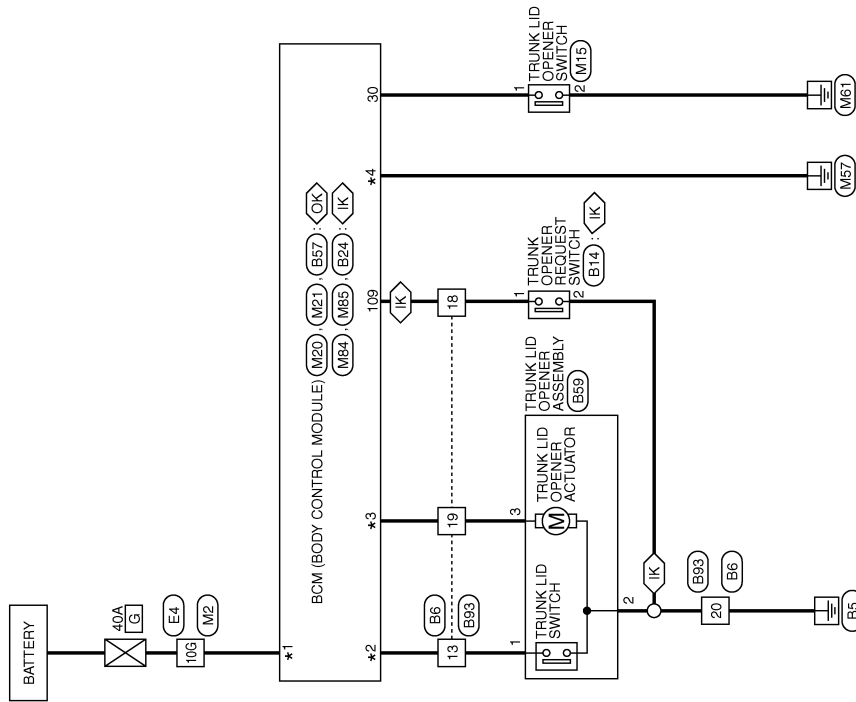 BATTERY
40A
G
10G
E4
M2
*1
BCM (BODY CONTROL MODULE)
M20 , M21 , B57 : OK
M84 , M85 , B24 : IK
*2
*3
109
*4
30
IK
B6
B93
13
19
18
1
TRUNK LID
SWITCH
3
TRUNK LID
OPENER
ACTUATOR
M
TRUNK LID
OPENER
ASSEMBLY
B59
1
TRUNK
OPENER
REQUEST
SWITCH
B14 : IK
2
1
TRUNK LID
OPENER
SWITCH
M15
2
2
IK
B93
B6
20
M57
M61